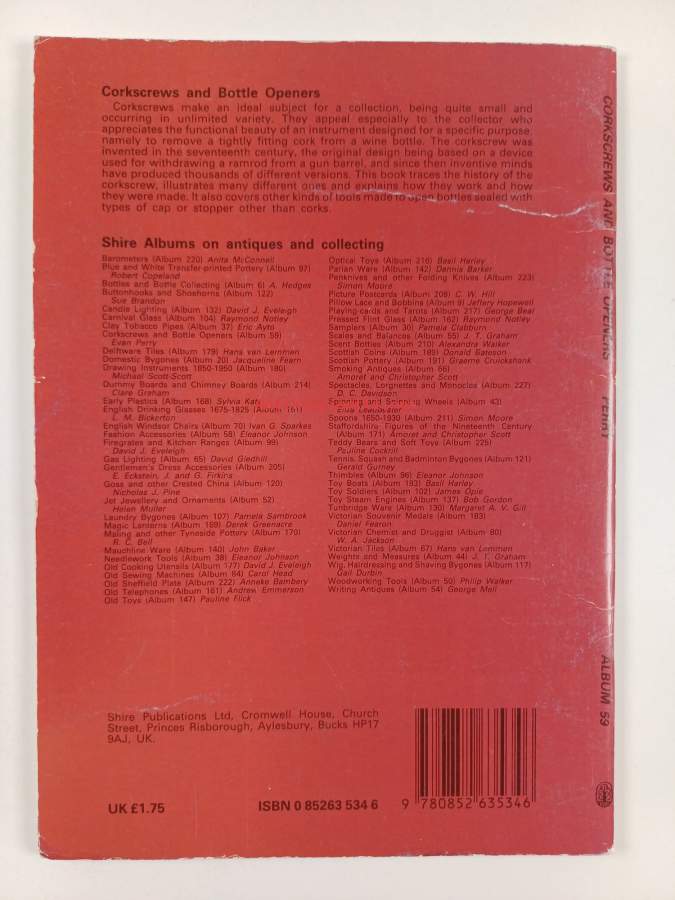 Corkscrews and Bottle Openers
Corkscrews make an ideal subject for a collection, being quite small and
occurring in unlimited variety. They appeal especially to the collector who
appreciates the functional beauty of an instrument designed for a specific purpose,
namely to remove a tightly fitting cork from a wine bottle. The corkscrew was
invented in the seventeenth century, the original design being based on a device
used for withdrawing a ramrod from a gun barrel, and since then inventive minds
have produced thousands of different versions. This book traces the history of the
corkscrew, illustrates many different ones and explains how they work and how
they were made. It also covers other kinds of tools made to open bottles sealed with
types of cap or stopper other than corks.
Shire Albums on antiques and collecting
Barometers (Album 220) Anita McConnell
Blue and White Transfer-printed Pottery (Album 97)
Robert Copeland
Bottles and Bottle Collecting (Album 6) A. Hedges
Buttonhooks and Shoehorns (Album 122)
Sue Brandon
Candle Lighting (Album 132) David J. Eveleigh
Carnival Glass (Album 104) Raymond Notley
Clay Tobacco Pipes (Album 37) Eric Ayto
Corkscrews and Bottle Openers (Album 59)
Evan Perry
Delftware Tiles (Album 179) Hans van Lemmen
Domestic Bygones (Album 20) Jacqueline Fearn
Drawing Instruments 1850-1950 (Album 180)
Michael Scott-Scott
Dummy Boards and Chimney Boards (Album 214)
Clare Graham
Early Plastics (Album 168) Sylvia Katz
English Drinking Glasses 1675-1825 (Album 161)
L. M. Bickerton
English Windsor Chairs (Album 70) Ivan G. Sparkes
Fashion Accessories (Album 58) Eleanor Johnson
Firegrates and Kitchen Ranges (Album 99)
David J. Eveleigh
Gas Lighting (Album 65) David Gledhill
Gentlemen's Dress Accessories (Album 205)
E. Eckstein, J. and G. Firkins
Goss and other Crested China (Album 120)
Nicholas J. Pine
Jet Jewellery and Ornaments (Album 52)
Helen Muller
Laundry Bygones (Album 107) Pamela Sambrook
Magic Lanterns (Album 169) Derek Greenacre
Maling and other Tyneside Pottery (Album 170)
R. C. Bell
Mauchline Ware (Album 140) John Baker
Needlework Tools (Album 38) Eleanor Johnson
Old Cooking Utensils (Album 177) David J. Eveleigh
Old Sewing Machines (Album 84) Carol Head
Old Sheffield Plate (Album 222) Anneke Bambery
Old Telephones (Album 161) Andrew Emmerson
Old Toys (Album 147) Pauline Flick
Optical Toys (Album 216) Basil Harley
Parian Ware (Album 142) Dennis Barker
Penknives and other Folding Knives (Album 223)
Simon Moore
Picture Postcards (Album 208) C. W. Hill
Pillow Lace and Bobbins (Album 9) Jeffery Hopewell
Playing-cards and Tarots (Album 217) George Beal
Pressed Flint Glass (Album 162) Raymond Notley
Samplers (Album 30) Pamela Clabburn
Scales and Balances (Album 55) J. T. Graham
Scent Bottles (Album 210) Alexandra Walker
Scottish Coins (Album 189) Donald Bateson
Scottish Pottery (Album 191) Graeme Cruickshank
Smoking Antiques (Album 66)
Amoret and Christopher Scott
Spectacles, Lorgnettes and Monocles (Album 227)
D. C. Davidson
Spinning and Spinning Wheels (Album 43)
Eliza Leadbeater
Spoons 1650-1930 (Album 211) Simon Moore
Staffordshire Figures of the Nineteenth Century
(Album 171) Amoret and Christopher Scott
Teddy Bears and Soft Toys (Album 225)
Pauline Cockrill
Tennis, Squash and Badminton Bygones (Album 121)
Gerald Gurney
Thimbles (Album 96) Eleanor Johnson
Toy Boats (Album 193) Basil Harley
Toy Soldiers (Album 102) James Opie
Toy Steam Engines (Album 137) Bob Gordon
Tunbridge Ware (Album 130) Margaret A. V. Gill
Victorian Souvenir Medals (Album 183)
Daniel Fearon
Victorian Chemist and Druggist (Album 80)
W. A. Jackson
Victorian Tiles (Album 67) Hans van Lemmen
Weights and Measures (Album 44) J. T. Graham
Wig, Hairdressing and Shaving Bygones (Album 117)
Gail Durbin
Woodworking Tools (Album 50) Philip Walker
Writing Antiques (Album 54) George Mell
Shire Publications Ltd, Cromwell House, Church
Street, Princes Risborough, Aylesbury, Bucks HP17
9AJ, UK.
UK £1.75
ISBN 0 85263 534 6
9 780852 635346
CORKSCREWS AND BOTTLE OPENERS PERRY
ALBUM 59